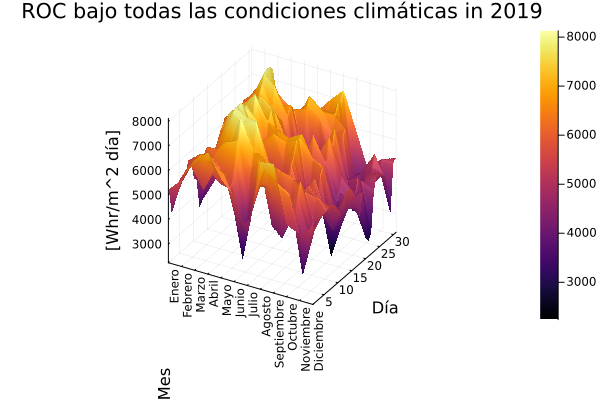 ROC bajo todas las condiciones climáticas in 2019
[Whr/m^2 día]
8000
7000
6000
5000
4000
3000
Enero
Febrero
Marzo
Abril
Mayo
Junio
Julio
Agosto
Septiembre
Octubre
Noviembre
Diciembre
Mes
5
10
15
20
25
30
Día
8000
7000
6000
5000
4000
3000